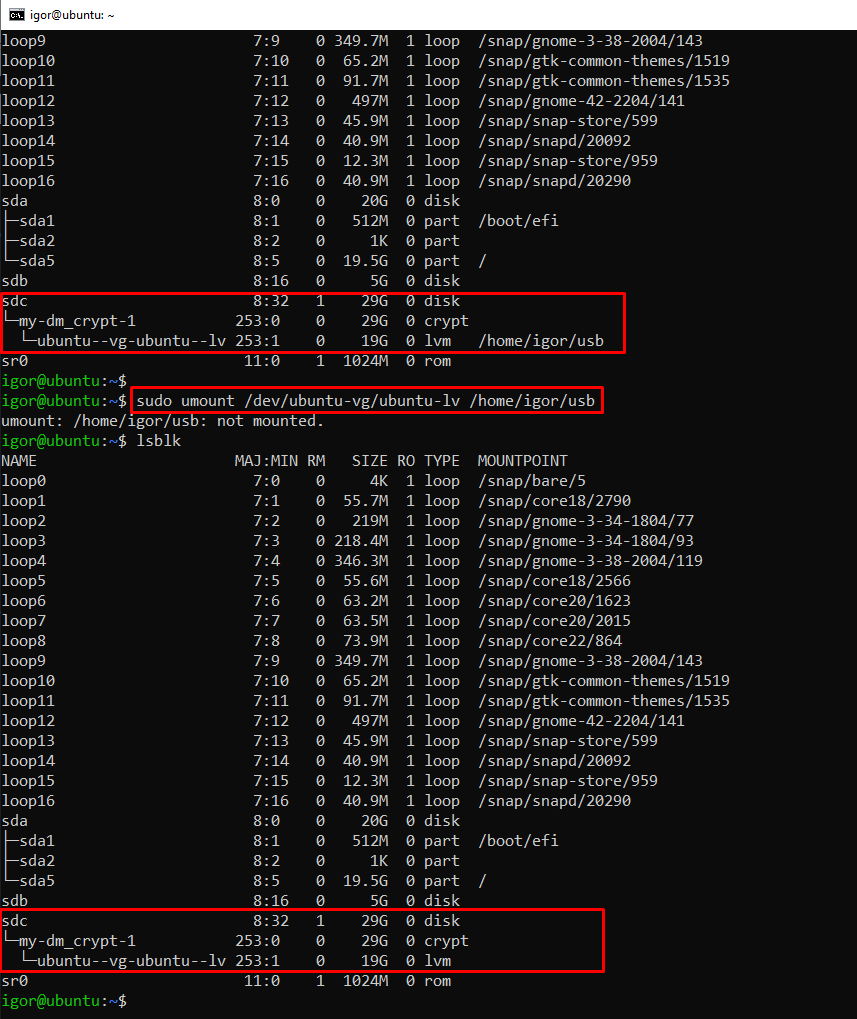 igor@ubuntu: ~
loop9 7:9 0 349.7M 1 loop /snap/gnome-3-38-2004/143
loop10 7:10 0 65.2M 1 loop /snap/gtk-common-themes/1519
loop11 7:11 0 91.7M 1 loop /snap/gtk-common-themes/1535
loop12 7:12 0 497M 1 loop /snap/gnome-42-2204/141
loop13 7:13 0 45.9M 1 loop /snap/snap-store/599
loop14 7:14 0 40.9M 1 loop /snap/snapd/20092
loop15 7:15 0 12.3M 1 loop /snap/snap-store/959
loop16 7:16 0 40.9M 1 loop /snap/snapd/20290
sda 8:0 0 20G 0 disk
├─sda1 8:1 0 512M 0 part /boot/efi
├─sda2 8:2 0 1K 0 part
└─sda5 8:5 0 19.5G 0 part /
sdb 8:16 0 5G 0 disk
sdc 8:32 1 29G 0 disk
└─my-dm_crypt-1 253:0 0 29G 0 crypt
└─ubuntu--vg-ubuntu--lv 253:1 0 19G 0 lvm /home/igor/usb
sr0 11:0 1 1024M 0 rom
igor@ubuntu:~$
igor@ubuntu:~$ sudo umount /dev/ubuntu-vg/ubuntu-lv /home/igor/usb
umount: /home/igor/usb: not mounted.
igor@ubuntu:~$ lsblk
NAME MAJ:MIN RM SIZE RO TYPE MOUNTPOINT
loop0 7:0 0 4K 1 loop /snap/bare/5
loop1 7:1 0 55.7M 1 loop /snap/core18/2790
loop2 7:2 0 219M 1 loop /snap/gnome-3-34-1804/77
loop3 7:3 0 218.4M 1 loop /snap/gnome-3-34-1804/93
loop4 7:4 0 346.3M 1 loop /snap/gnome-3-38-2004/119
loop5 7:5 0 55.6M 1 loop /snap/core18/2566
loop6 7:6 0 63.2M 1 loop /snap/core20/1623
loop7 7:7 0 63.5M 1 loop /snap/core20/2015
loop8 7:8 0 73.9M 1 loop /snap/core22/864
loop9 7:9 0 349.7M 1 loop /snap/gnome-3-38-2004/143
loop10 7:10 0 65.2M 1 loop /snap/gtk-common-themes/1519
loop11 7:11 0 91.7M 1 loop /snap/gtk-common-themes/1535
loop12 7:12 0 497M 1 loop /snap/gnome-42-2204/141
loop13 7:13 0 45.9M 1 loop /snap/snap-store/599
loop14 7:14 0 40.9M 1 loop /snap/snapd/20092
loop15 7:15 0 12.3M 1 loop /snap/snap-store/959
loop16 7:16 0 40.9M 1 loop /snap/snapd/20290
sda 8:0 0 20G 0 disk
├─sda1 8:1 0 512M 0 part /boot/efi
├─sda2 8:2 0 1K 0 part
└─sda5 8:5 0 19.5G 0 part /
sdb 8:16 0 5G 0 disk
sdc 8:32 1 29G 0 disk
└─my-dm_crypt-1 253:0 0 29G 0 crypt
└─ubuntu--vg-ubuntu--lv 253:1 0 19G 0 lvm
sr0 11:0 1 1024M 0 rom
igor@ubuntu:~$